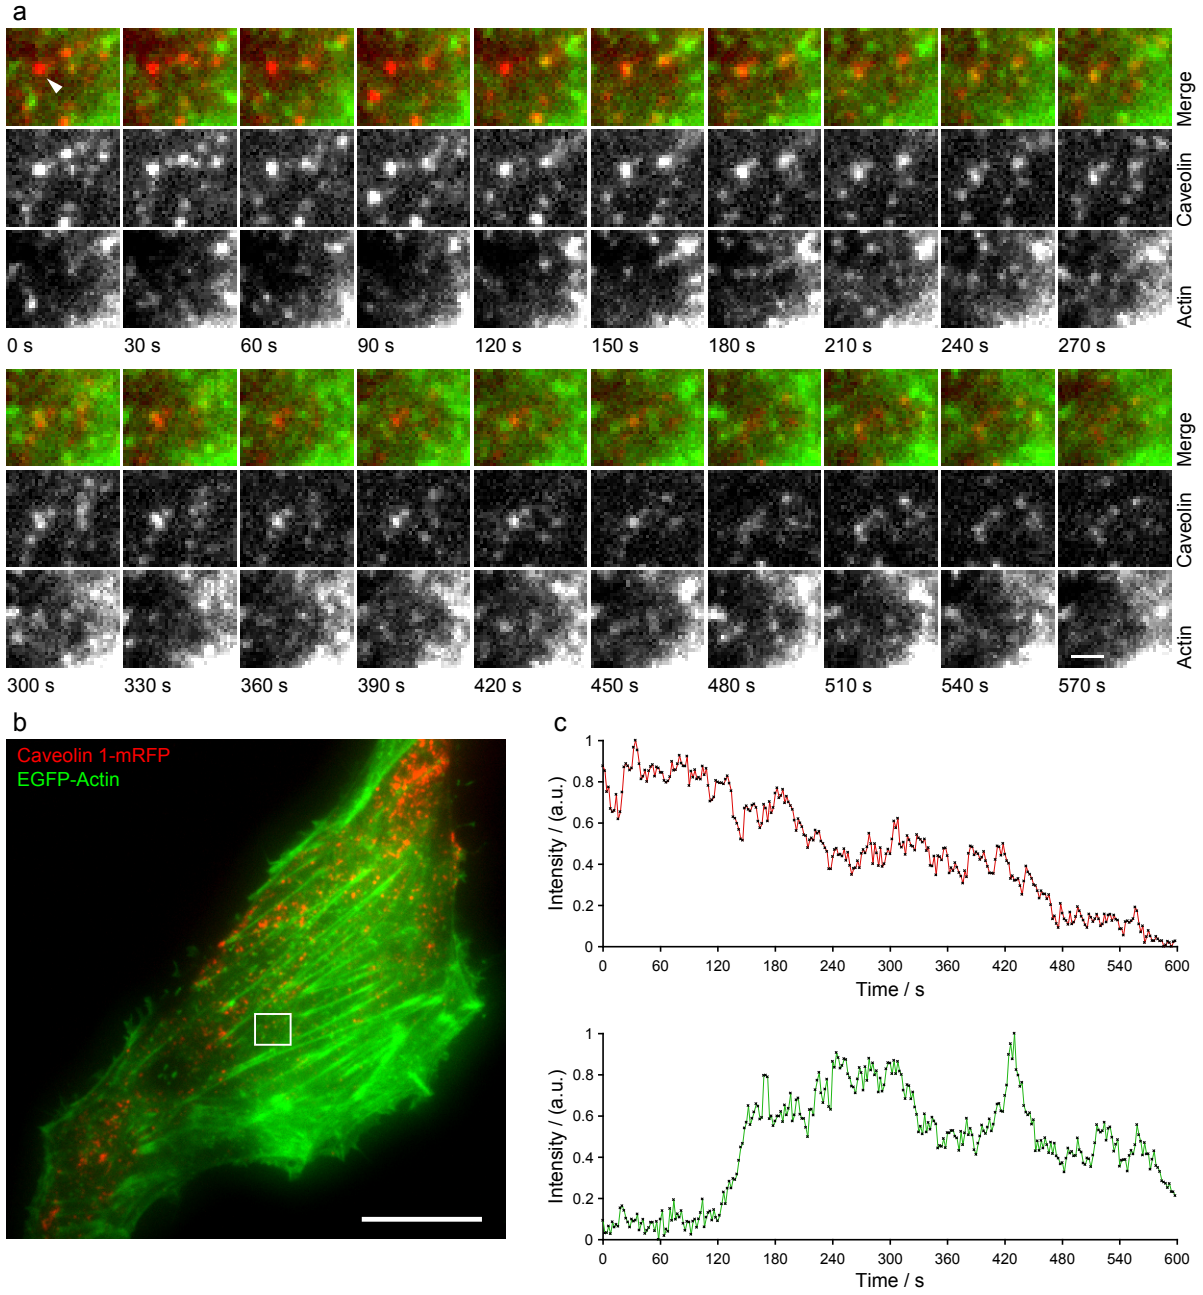 a
Merge
Caveolin
Actin
0 s 30 s 60 s 90 s 120 s 150 s 180 s 210 s 240 s 270 s
Merge
Caveolin
Actin
300 s 330 s 360 s 390 s 420 s 450 s 480 s 510 s 540 s 570 s
b
Caveolin 1-mRFP
EGFP-Actin
c
Intensity / (a.u.)
1
0.8
0.6
0.4
0.2
0
0 60 120 180 240 300 360 420 480 540 600
Time / s
Intensity / (a.u.)
1
0.8
0.6
0.4
0.2
0
0 60 120 180 240 300 360 420 480 540 600
Time / s